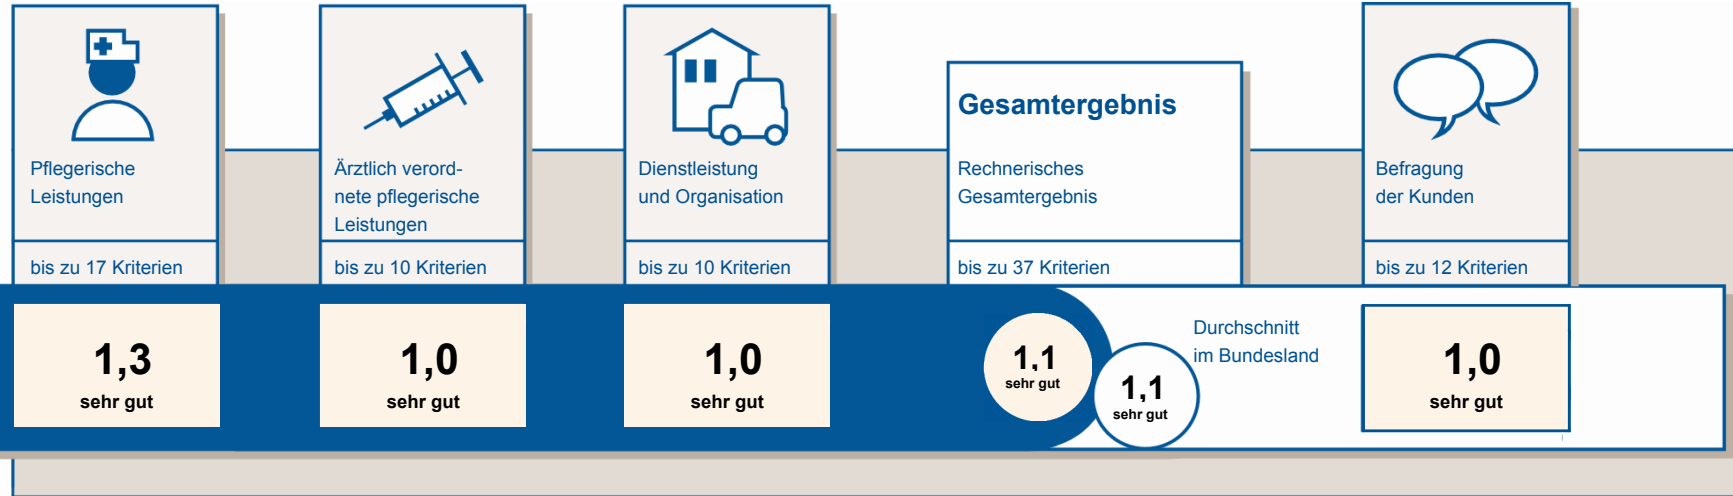 Pflegerische
Leistungen
bis zu 17 Kriterien
1,3
sehr gut
Ärztlich verord-
nete pflegerische
Leistungen
bis zu 10 Kriterien
1,0
sehr gut
Dienstleistung
und Organisation
bis zu 10 Kriterien
1,0
sehr gut
Gesamtergebnis
Rechnerisches
Gesamtergebnis
bis zu 37 Kriterien
1,1
sehr gut
1,1
sehr gut
Durchschnitt
im Bundesland
Befragung
der Kunden
bis zu 12 Kriterien
1,0
sehr gut